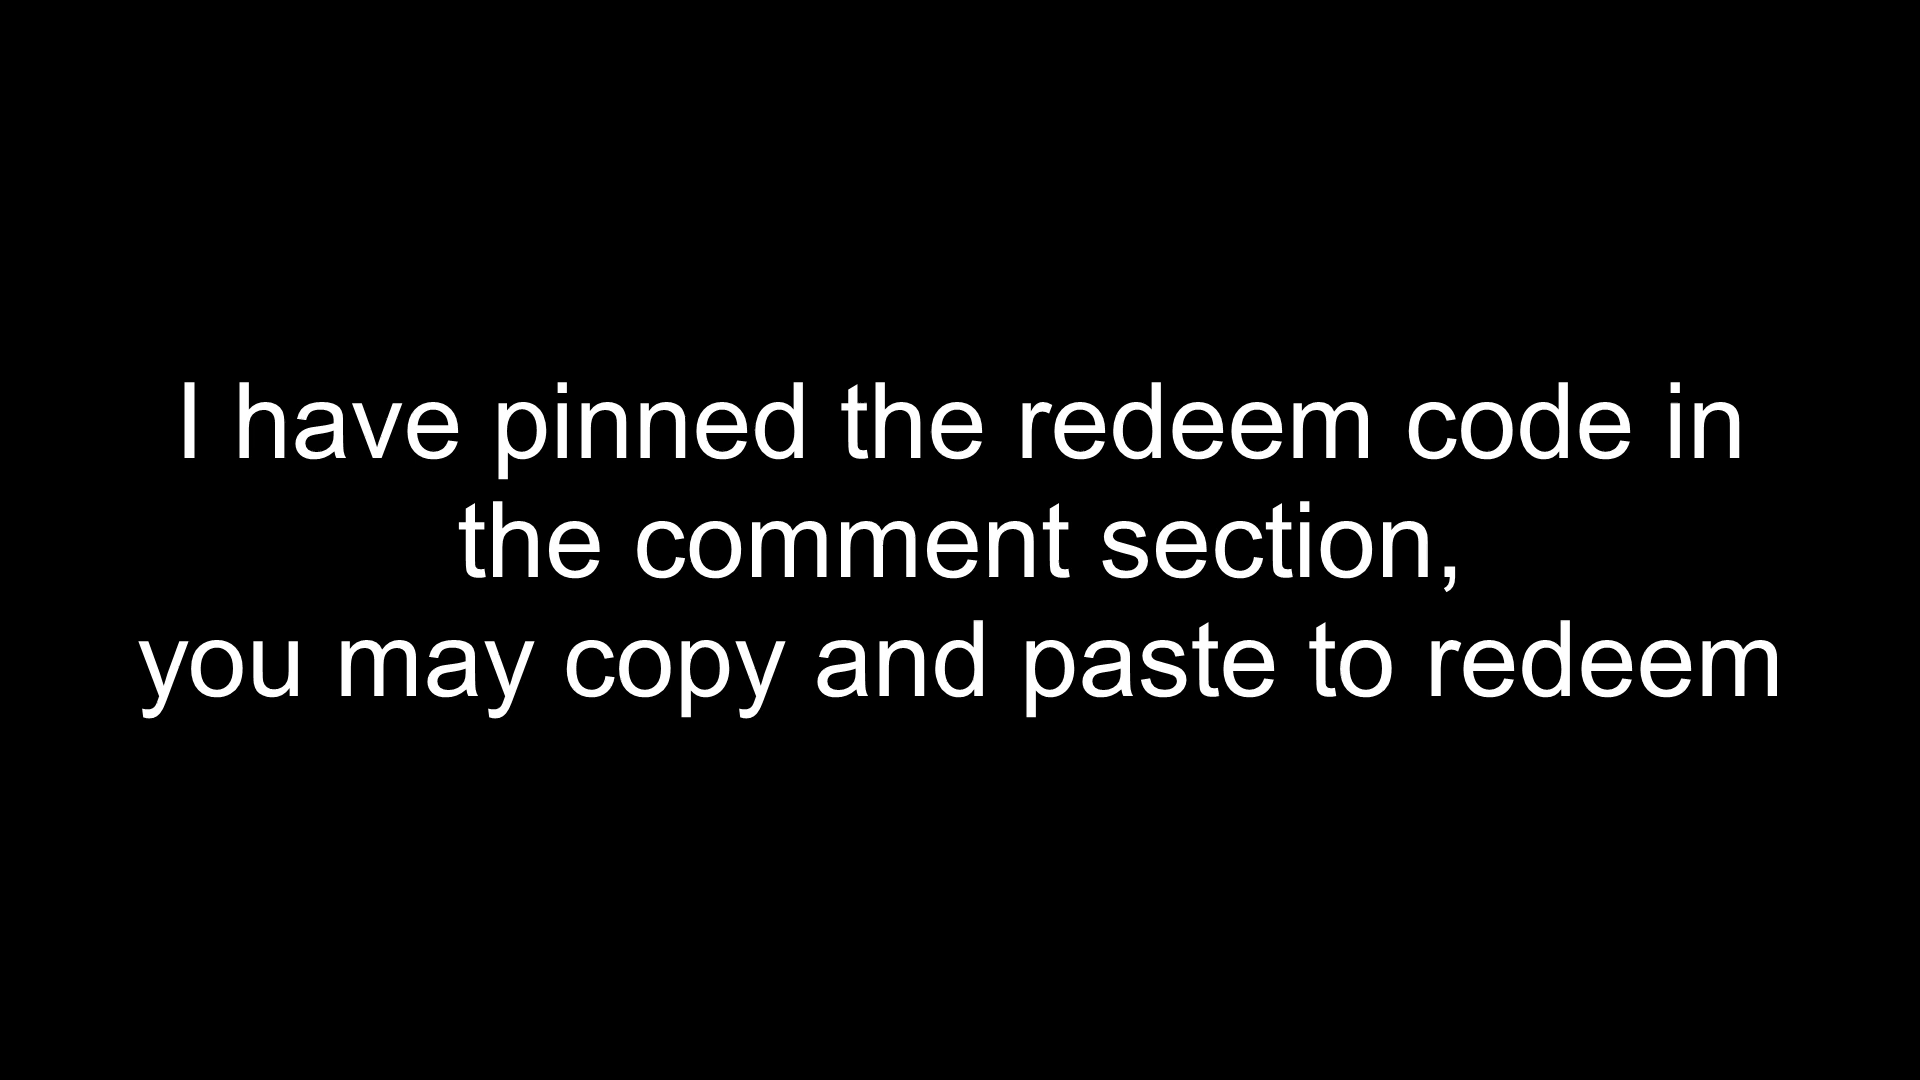 I have pinned the redeem code in
the comment section,
you may copy and paste to redeem